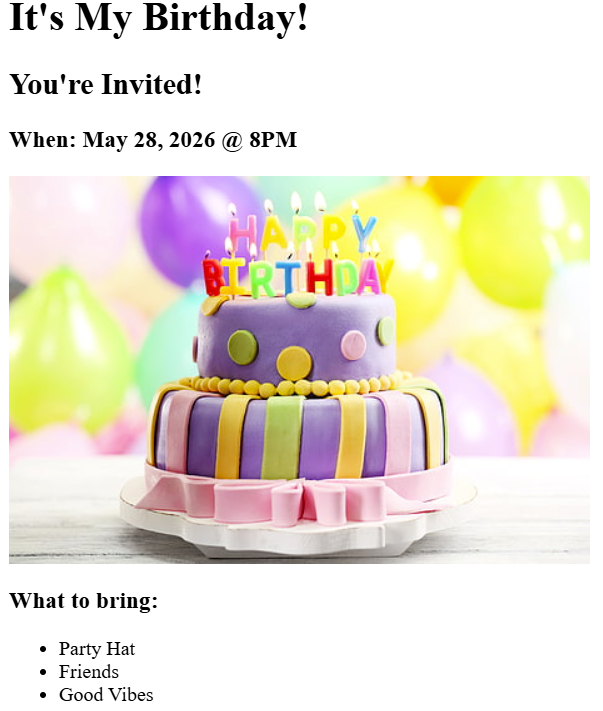 It's My Birthday!
You're Invited!
When: May 28, 2026 @ 8PM
HAPPY
BIRTHDAY
What to bring:
Party Hat
Friends
Good Vibes